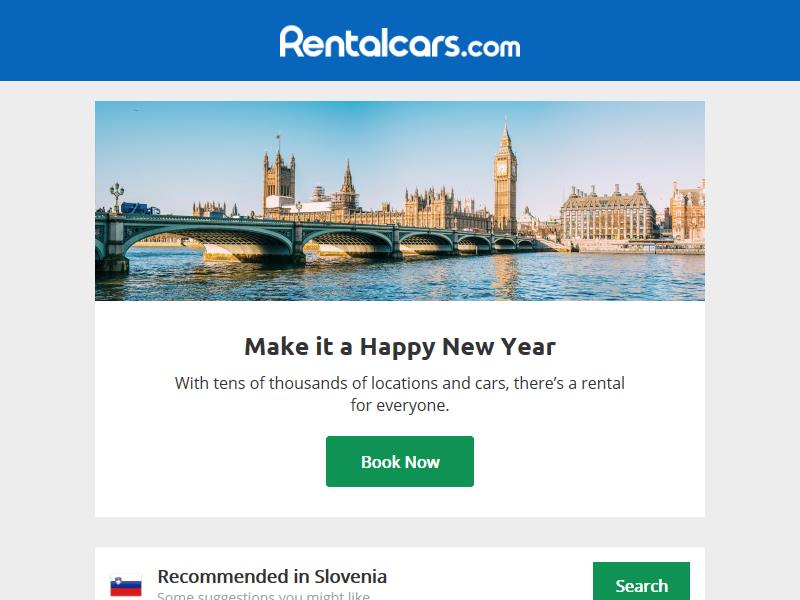 Rentalcars.com
Make it a Happy New Year
With tens of thousands of locations and cars, there’s a rental
for everyone.
Book Now
Recommended in Slovenia
Some suggestions you might like
Search